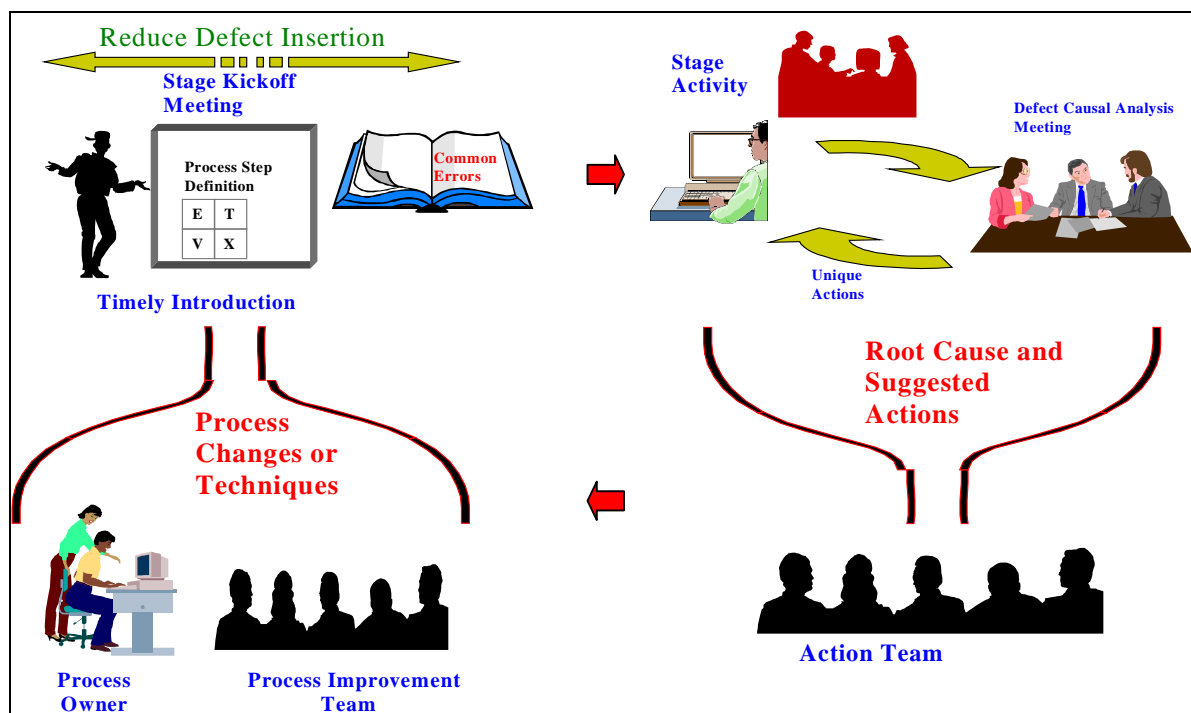 Reduce Defect Insertion
Stage Kickoff
Meeting
Process Step
Definition
E T
V X
Common
Errors
Timely Introduction
Stage
Activity
Defect Causal Analysis
Meeting
Unique
Actions
Root Cause and
Suggested
Actions
Process
Changes or
Techniques
Process
Owner
Process Improvement
Team
Action Team